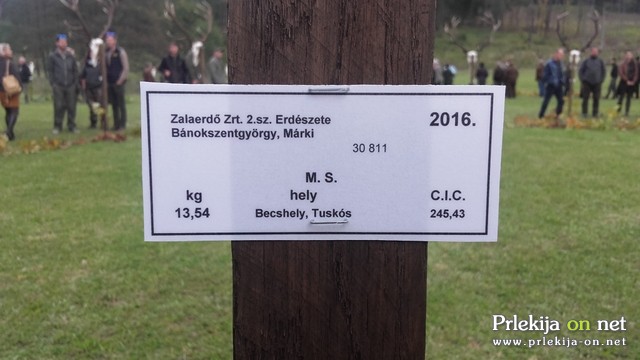 Zalaerdő Zrt. 2.sz. Erdészete 2016.
Bánokszentgyörgy, Márki
30 811
M. S.
kg hely C.I.C.
13,54 Becshely, Tuskós 245,43
Prlekija on net
www.prlekija-on.net